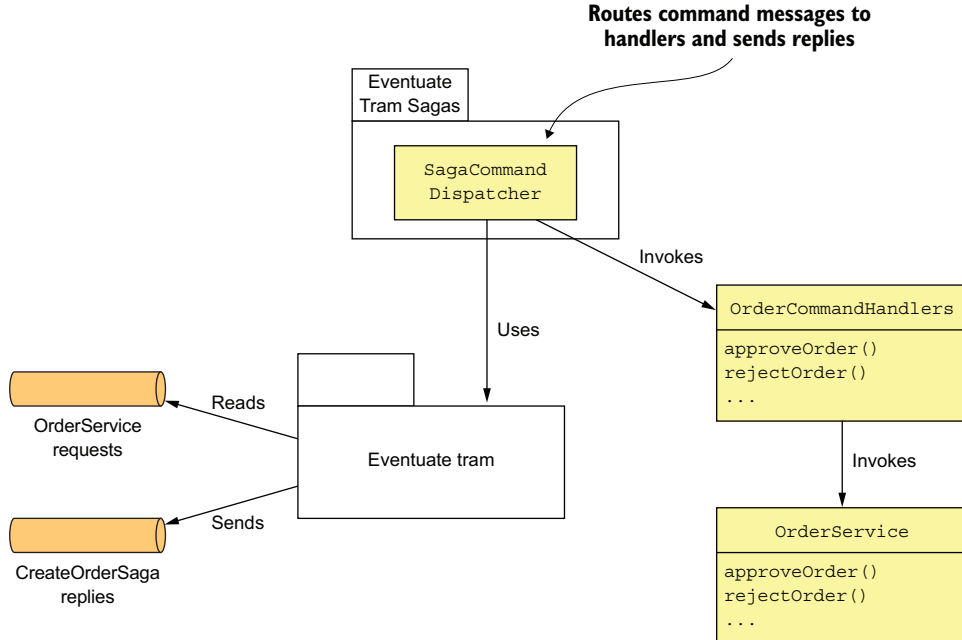 Routes command messages to
handlers and sends replies
Eventuate
Tram Sagas
SagaCommand
Dispatcher
Invokes
Uses
OrderCommandHandlers
approveOrder()
rejectOrder()
...
Reads
OrderService
requests
Eventuate tram
Invokes
Sends
CreateOrderSaga
replies
OrderService
approveOrder()
rejectOrder()
...